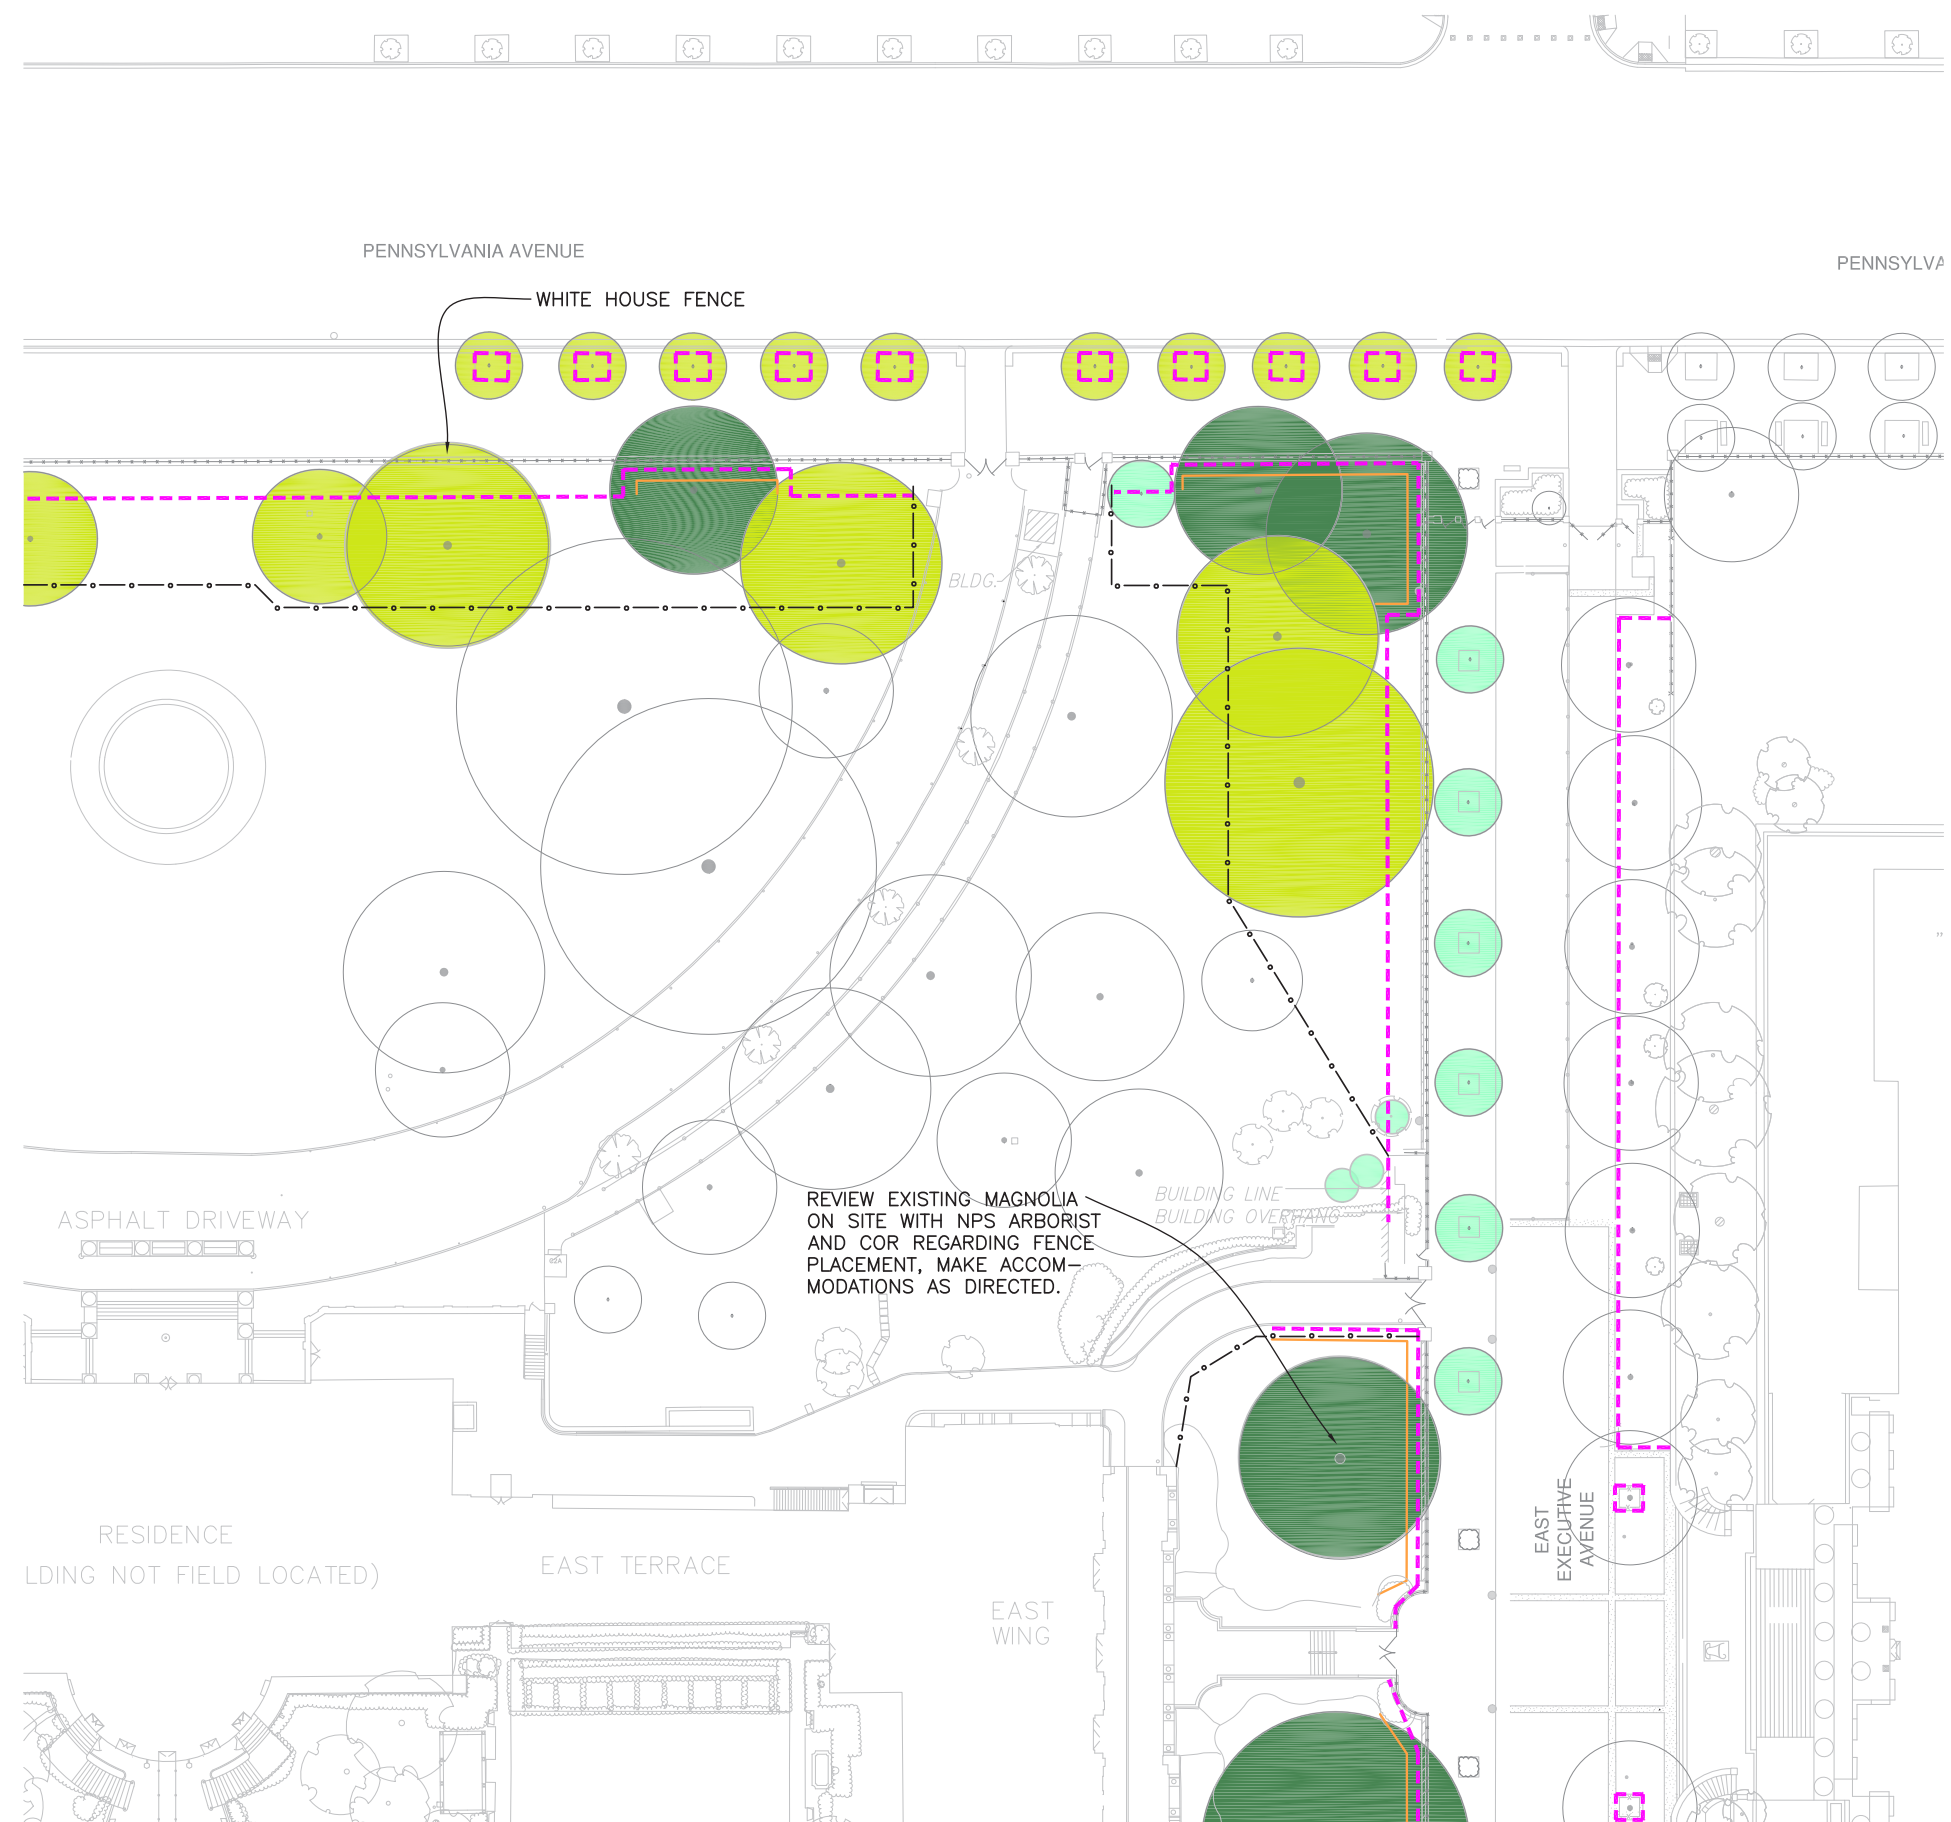 PENNSYLVANIA AVENUE
PENNSYLVA
WHITE HOUSE FENCE
BLDG.
REVIEW EXISTING MAGNOLIA
ON SITE WITH NPS ARBORIST
AND COR REGARDING FENCE
PLACEMENT, MAKE ACCOM-
MODATIONS AS DIRECTED.
BUILDING LINE
BUILDING OVERHANG
ASPHALT DRIVEWAY
RESIDENCE
LDING NOT FIELD LOCATED)
EAST TERRACE
EAST
WING
EAST
EXECUTIVE
AVENUE